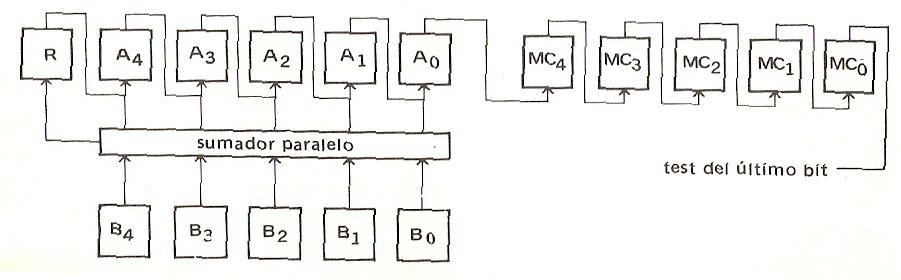 R A₄ A₃ A₂ A₁ A₀ MC₄ MC₃ MC₂ MC₁ MC₀
sumador paralelo
test del último bit
B₄ B₃ B₂ B₁ B₀